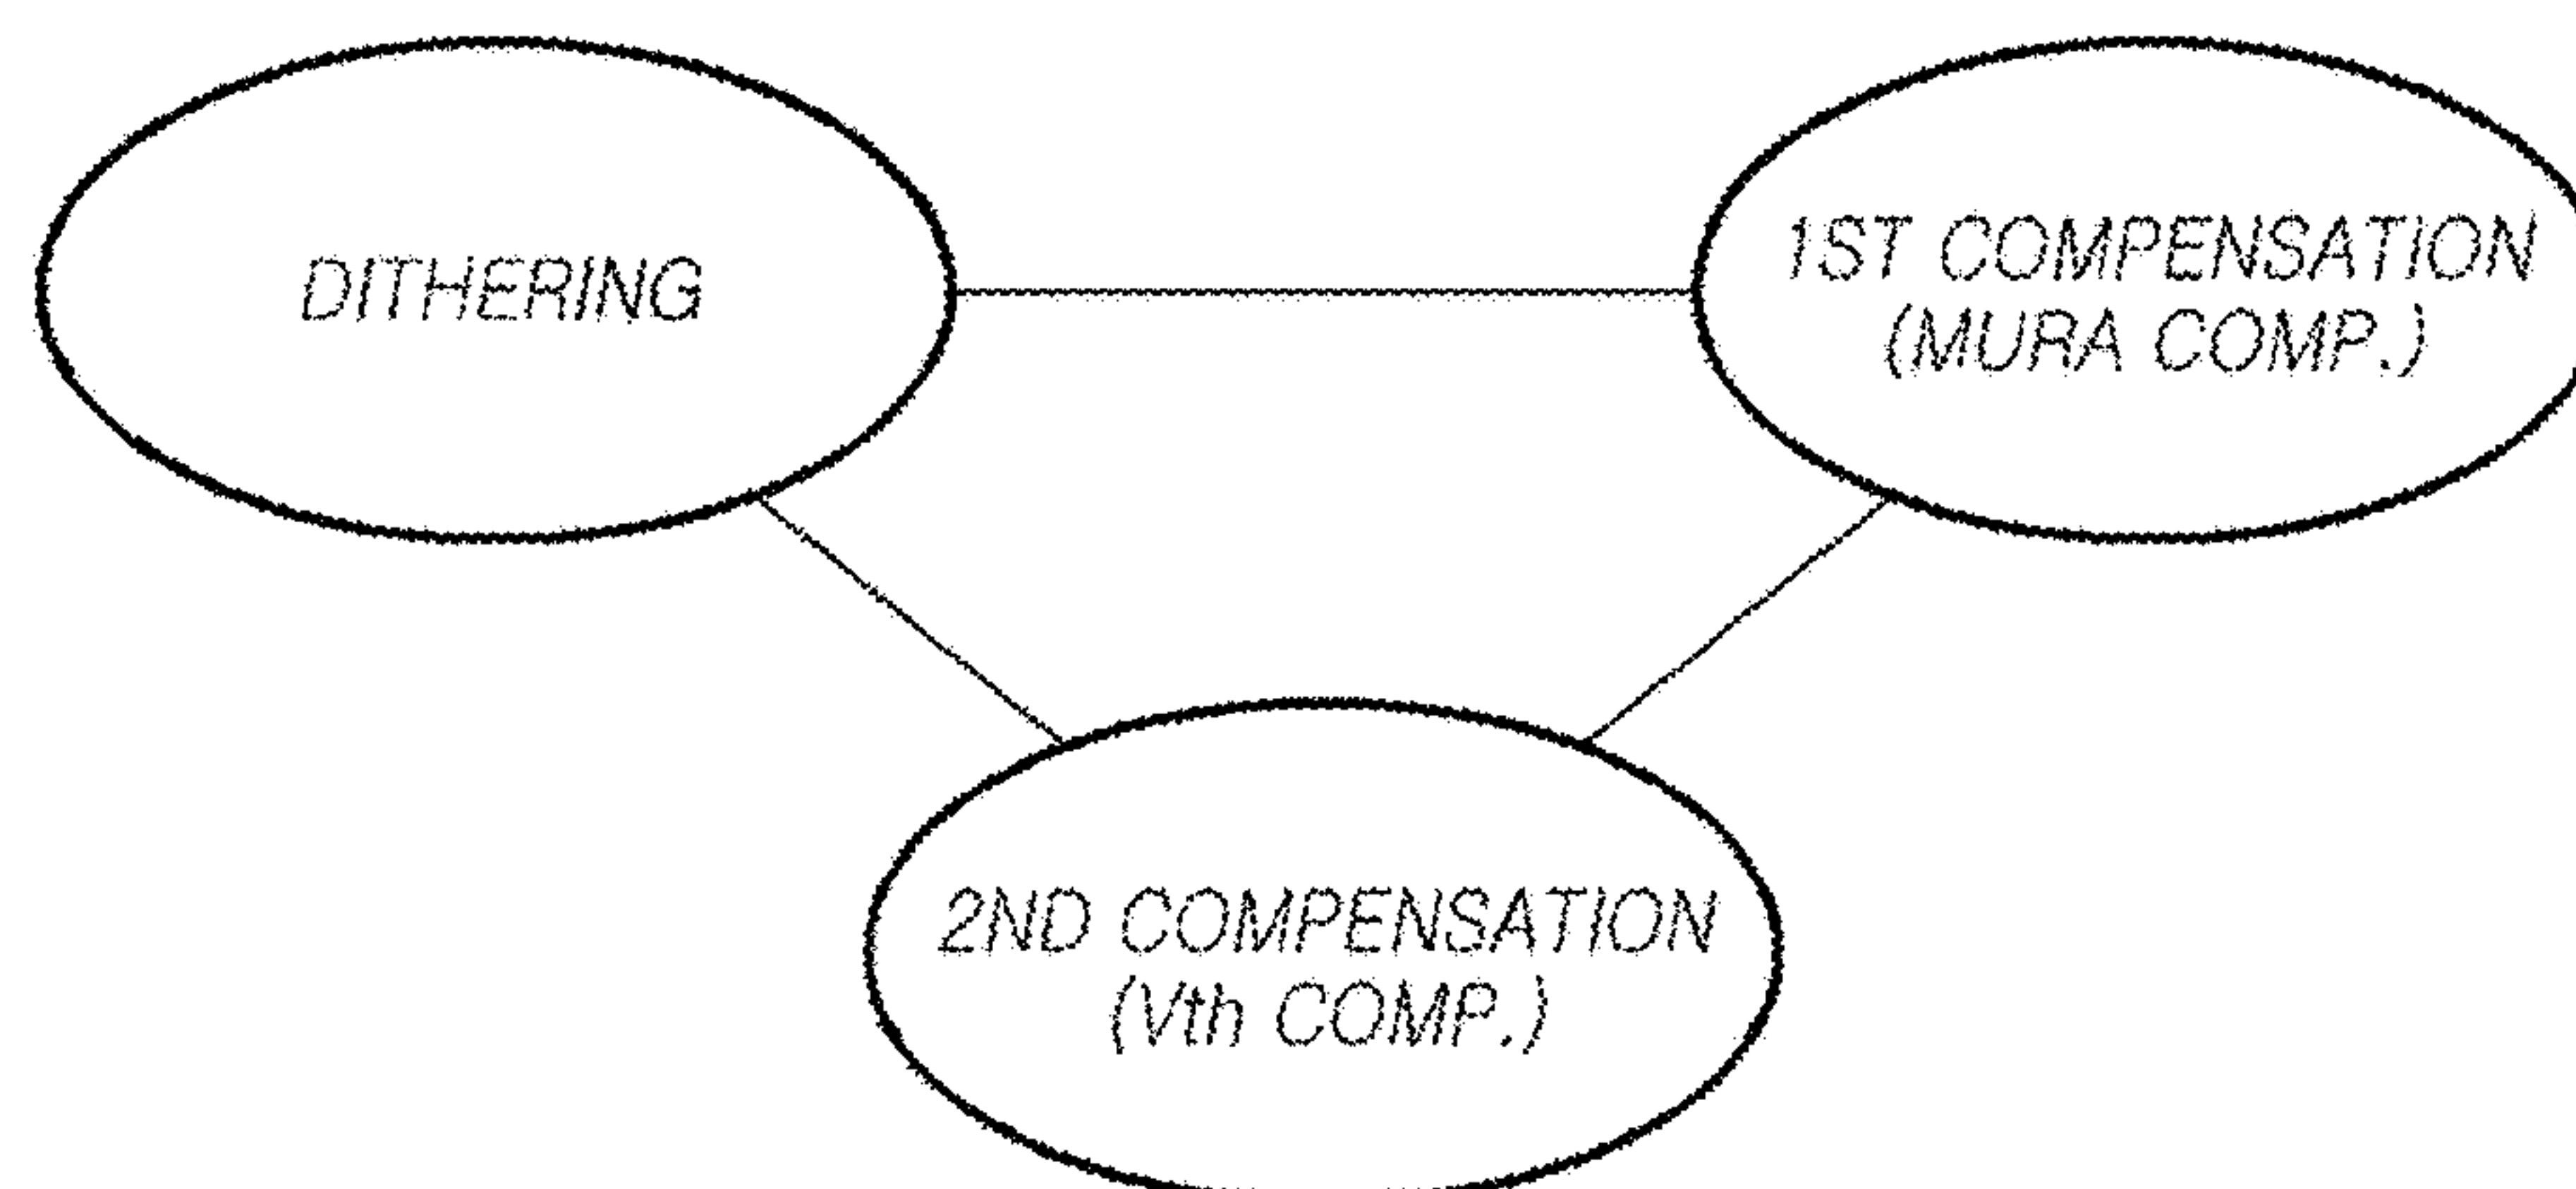 DITHERING
1ST COMPENSATION
(MURA COMP.)
2ND COMPENSATION
(Vth COMP.)